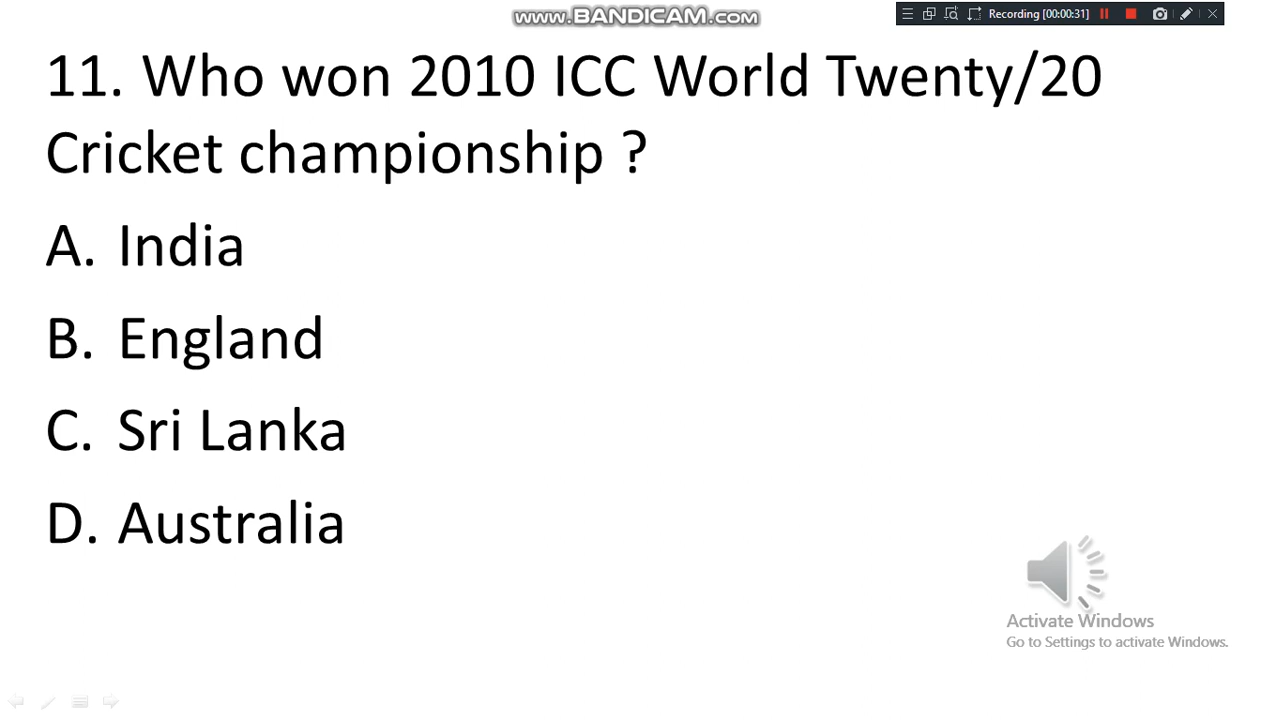 www.BANDICAM.com
Recording [00:00:31]
11. Who won 2010 ICC World Twenty/20
Cricket championship ?
A. India
B. England
C. Sri Lanka
D. Australia
Activate Windows
Go to Settings to activate Windows.